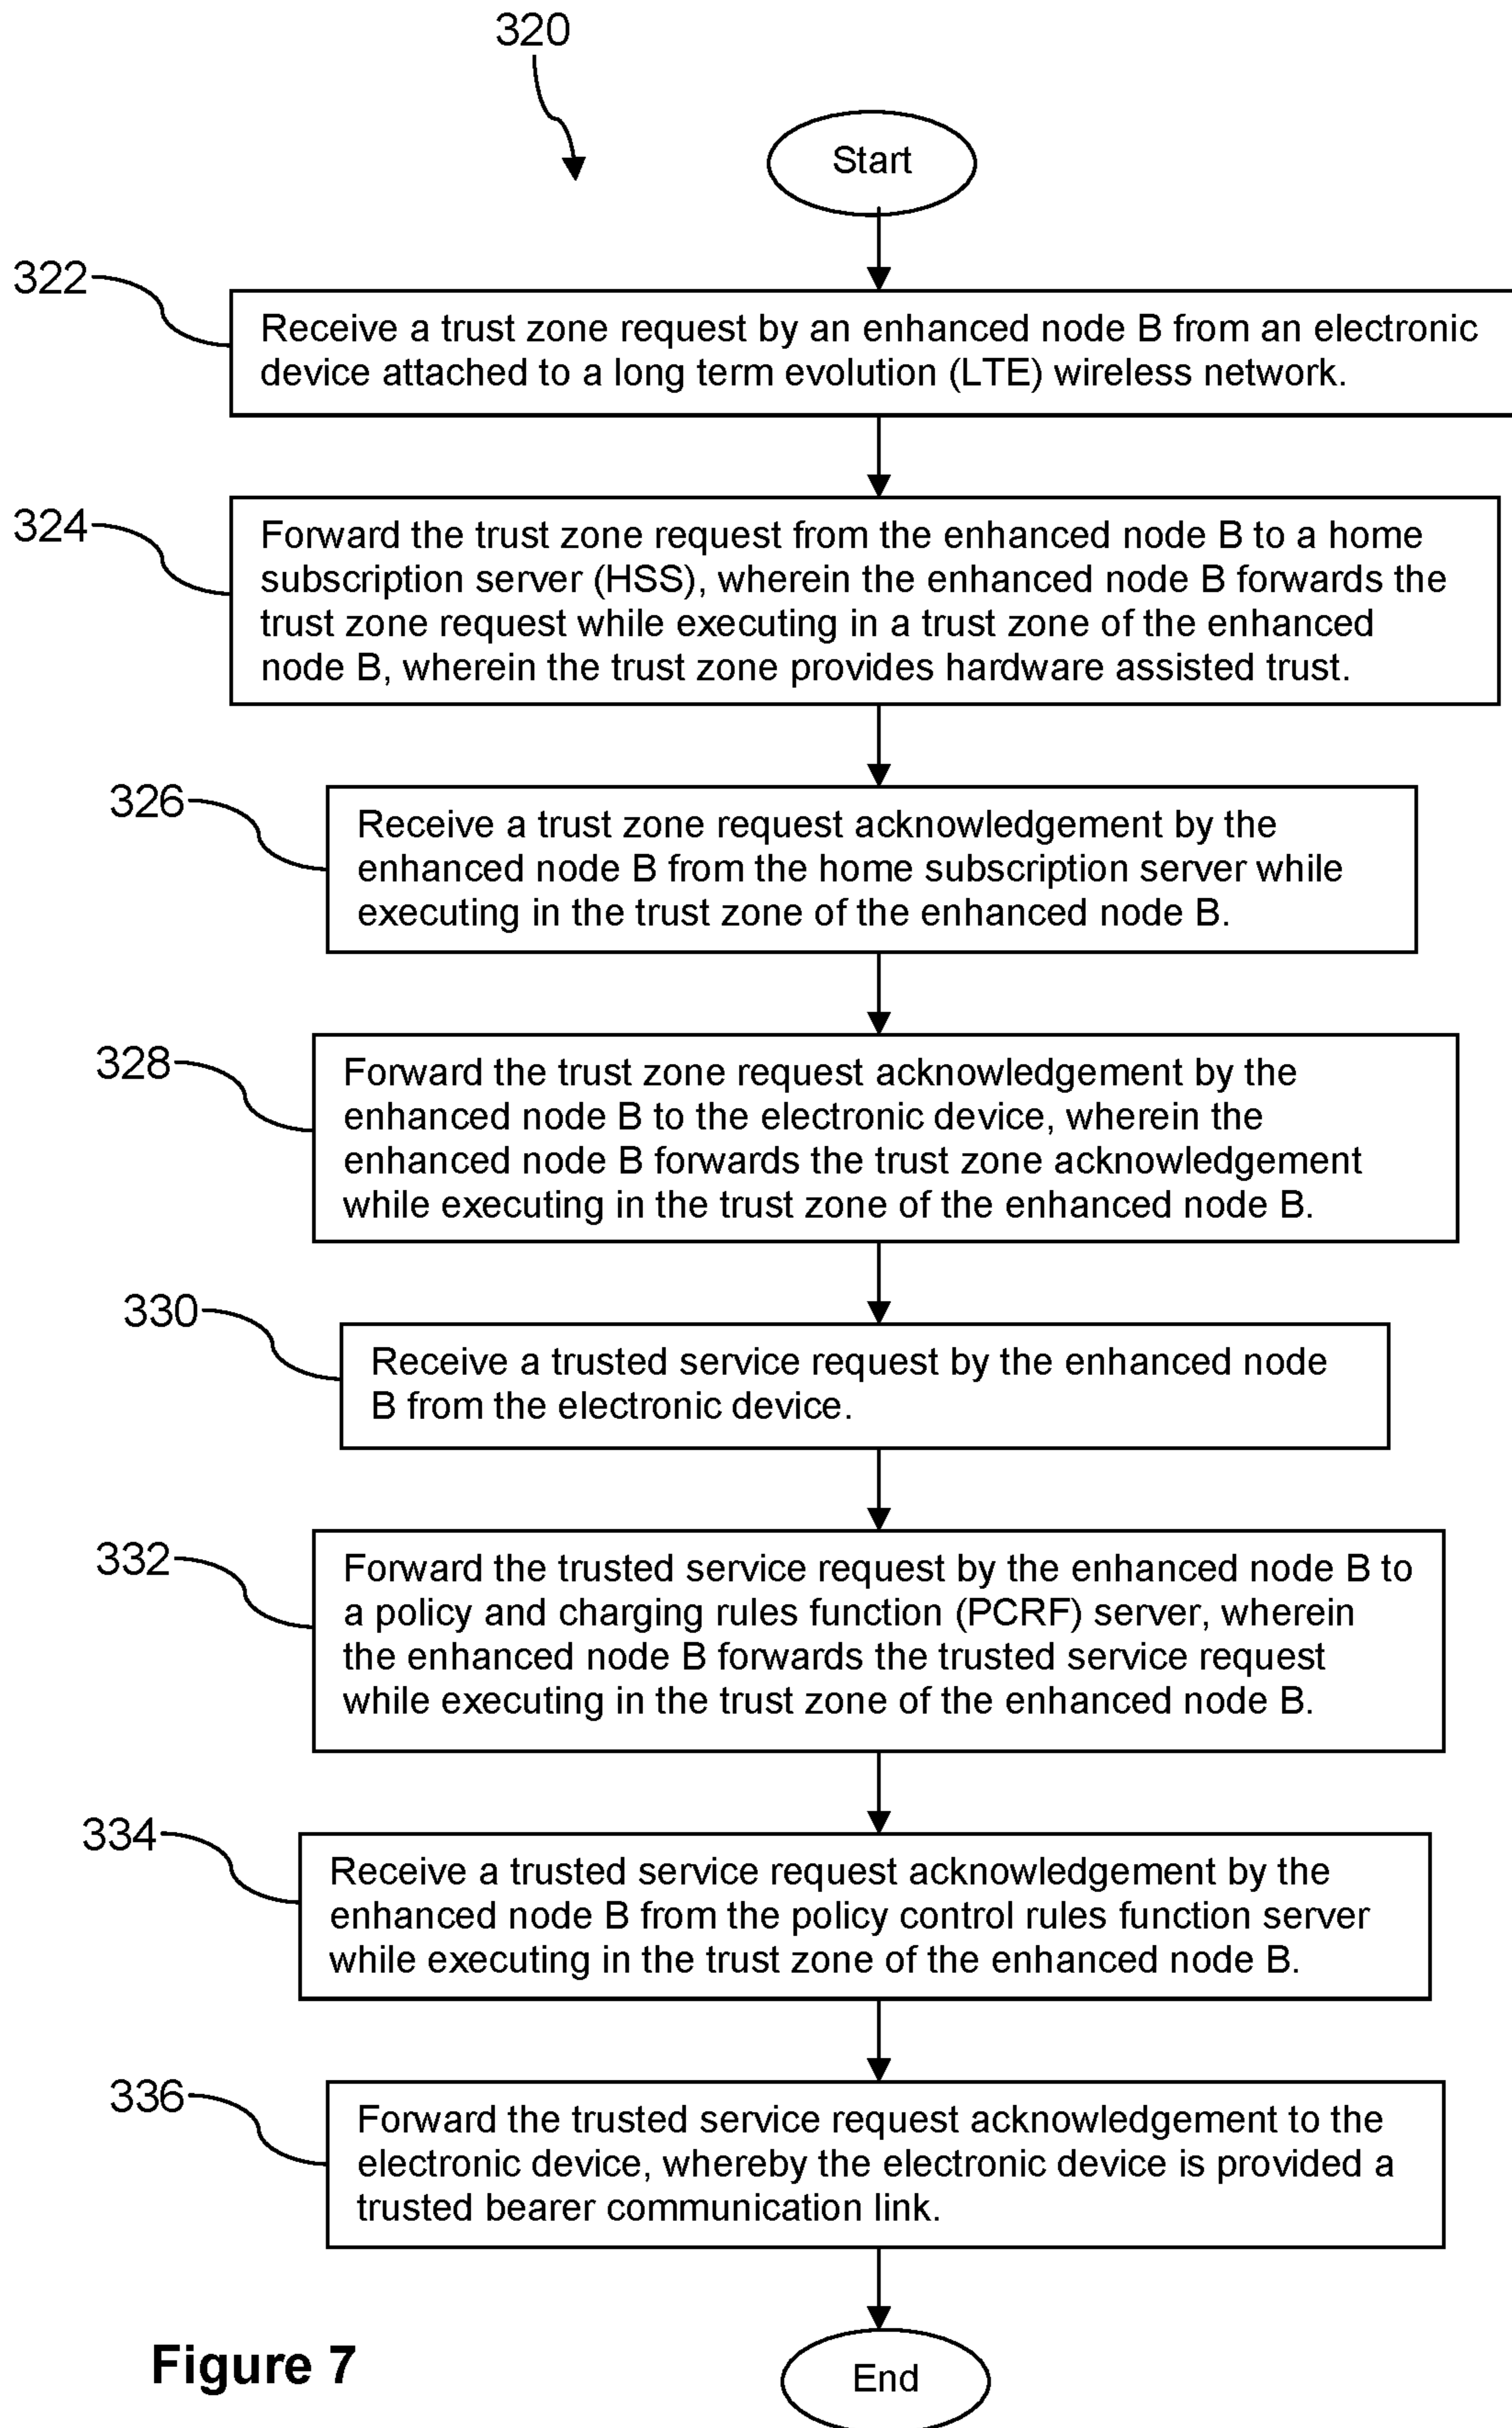 320
Start
322
Receive a trust zone request by an enhanced node B from an electronic
device attached to a long term evolution (LTE) wireless network.
324
Forward the trust zone request from the enhanced node B to a home
subscription server (HSS), wherein the enhanced node B forwards the
trust zone request while executing in a trust zone of the enhanced
node B, wherein the trust zone provides hardware assisted trust.
326
Receive a trust zone request acknowledgement by the
enhanced node B from the home subscription server while
executing in the trust zone of the enhanced node B.
328
Forward the trust zone request acknowledgement by the
enhanced node B to the electronic device, wherein the
enhanced node B forwards the trust zone acknowledgement
while executing in the trust zone of the enhanced node B.
330
Receive a trusted service request by the enhanced node
B from the electronic device.
332
Forward the trusted service request by the enhanced node B to
a policy and charging rules function (PCRF) server, wherein
the enhanced node B forwards the trusted service request
while executing in the trust zone of the enhanced node B.
334
Receive a trusted service request acknowledgement by the
enhanced node B from the policy control rules function server
while executing in the trust zone of the enhanced node B.
336
Forward the trusted service request acknowledgement to the
electronic device, whereby the electronic device is provided a
trusted bearer communication link.
Figure 7
End